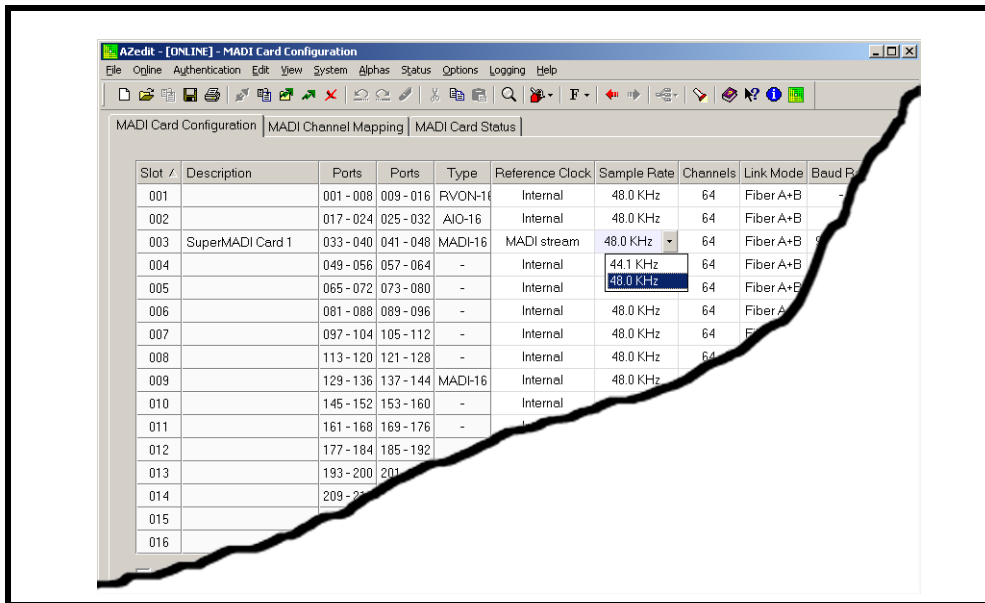 AZedit - [ONLINE] - MADI Card Configuration
File Online Authentication Edit View System Alphas Status Options Logging Help
F
MADI Card Configuration MADI Channel Mapping MADI Card Status
Slot Description Ports Ports Type Reference Clock Sample Rate Channels Link Mode Baud
001 001 - 008 009 - 016 RVON-16 Internal 48.0 KHz 64 Fiber A+B -
002 017 - 024 025 - 032 AIO-16 Internal 48.0 KHz 64 Fiber A+B
003 SuperMADI Card 1 033 - 040 041 - 048 MADI-16 MADI stream 48.0 KHz 64 Fiber A+B
004 049 - 056 057 - 064 - Internal 44.1 KHz 64 Fiber A+B
005 065 - 072 073 - 080 - Internal 48.0 KHz 64 Fiber A+B
006 081 - 088 089 - 096 - Internal 48.0 KHz 64 Fiber
007 097 - 104 105 - 112 - Internal 48.0 KHz 64
008 113 - 120 121 - 128 - Internal 48.0 KHz 64
009 129 - 136 137 - 144 MADI-16 Internal 48.0 KHz
010 145 - 152 153 - 160 - Internal
011 161 - 168 169 - 176 -
012 177 - 184 185 - 192
013 193 - 200 201
014 209 -
015
016